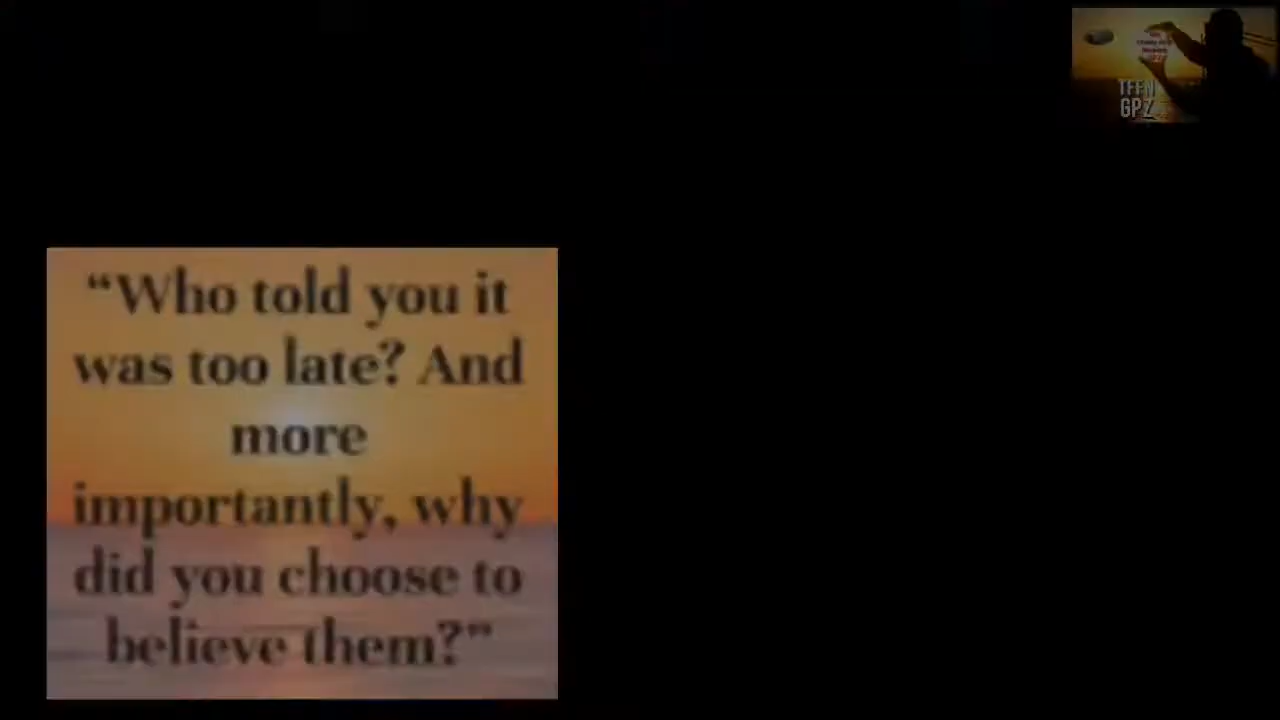 TFFN
GPZ
“Who told you it
was too late? And
more
importantly, why
did you choose to
believe them?”